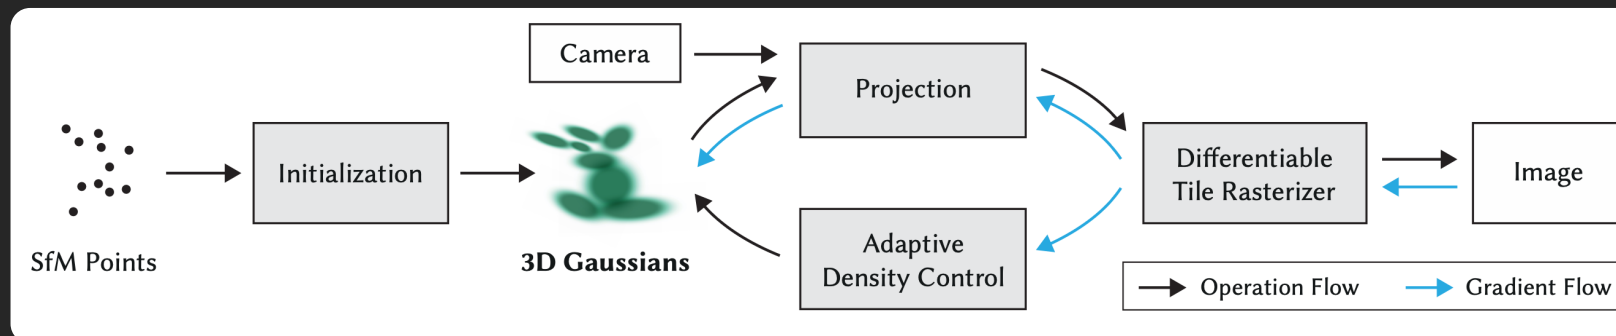 SfM Points
Initialization
3D Gaussians
Camera
Projection
Adaptive
Density Control
Differentiable
Tile Rasterizer
Image
Operation Flow
Gradient Flow